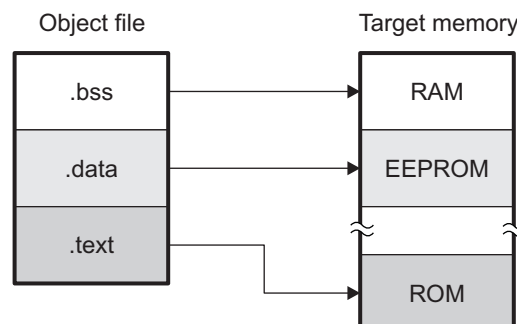 Object file
Target memory
.bss
RAM
.data
EEPROM
.text
ROM